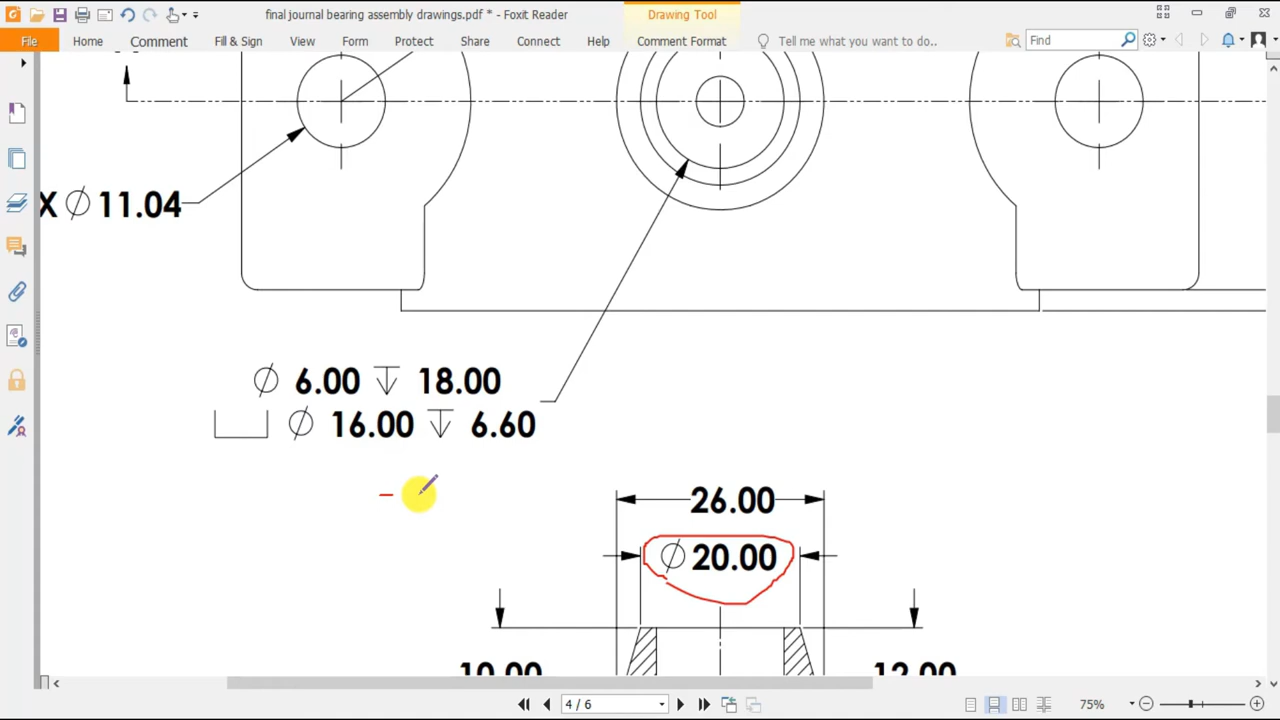 final journal bearing assembly drawings.pdf * - Foxit Reader
Drawing Tool
File Home Comment Fill & Sign View Form Protect Share Connect Help Comment Format Tell me what you want to do.. Find
X ∅ 11.04
∅ 6.00 ↧ 18.00
⌴ ∅ 16.00 ↧ 6.60
26.00
∅ 20.00
10.00 12.00
4 / 6
75%